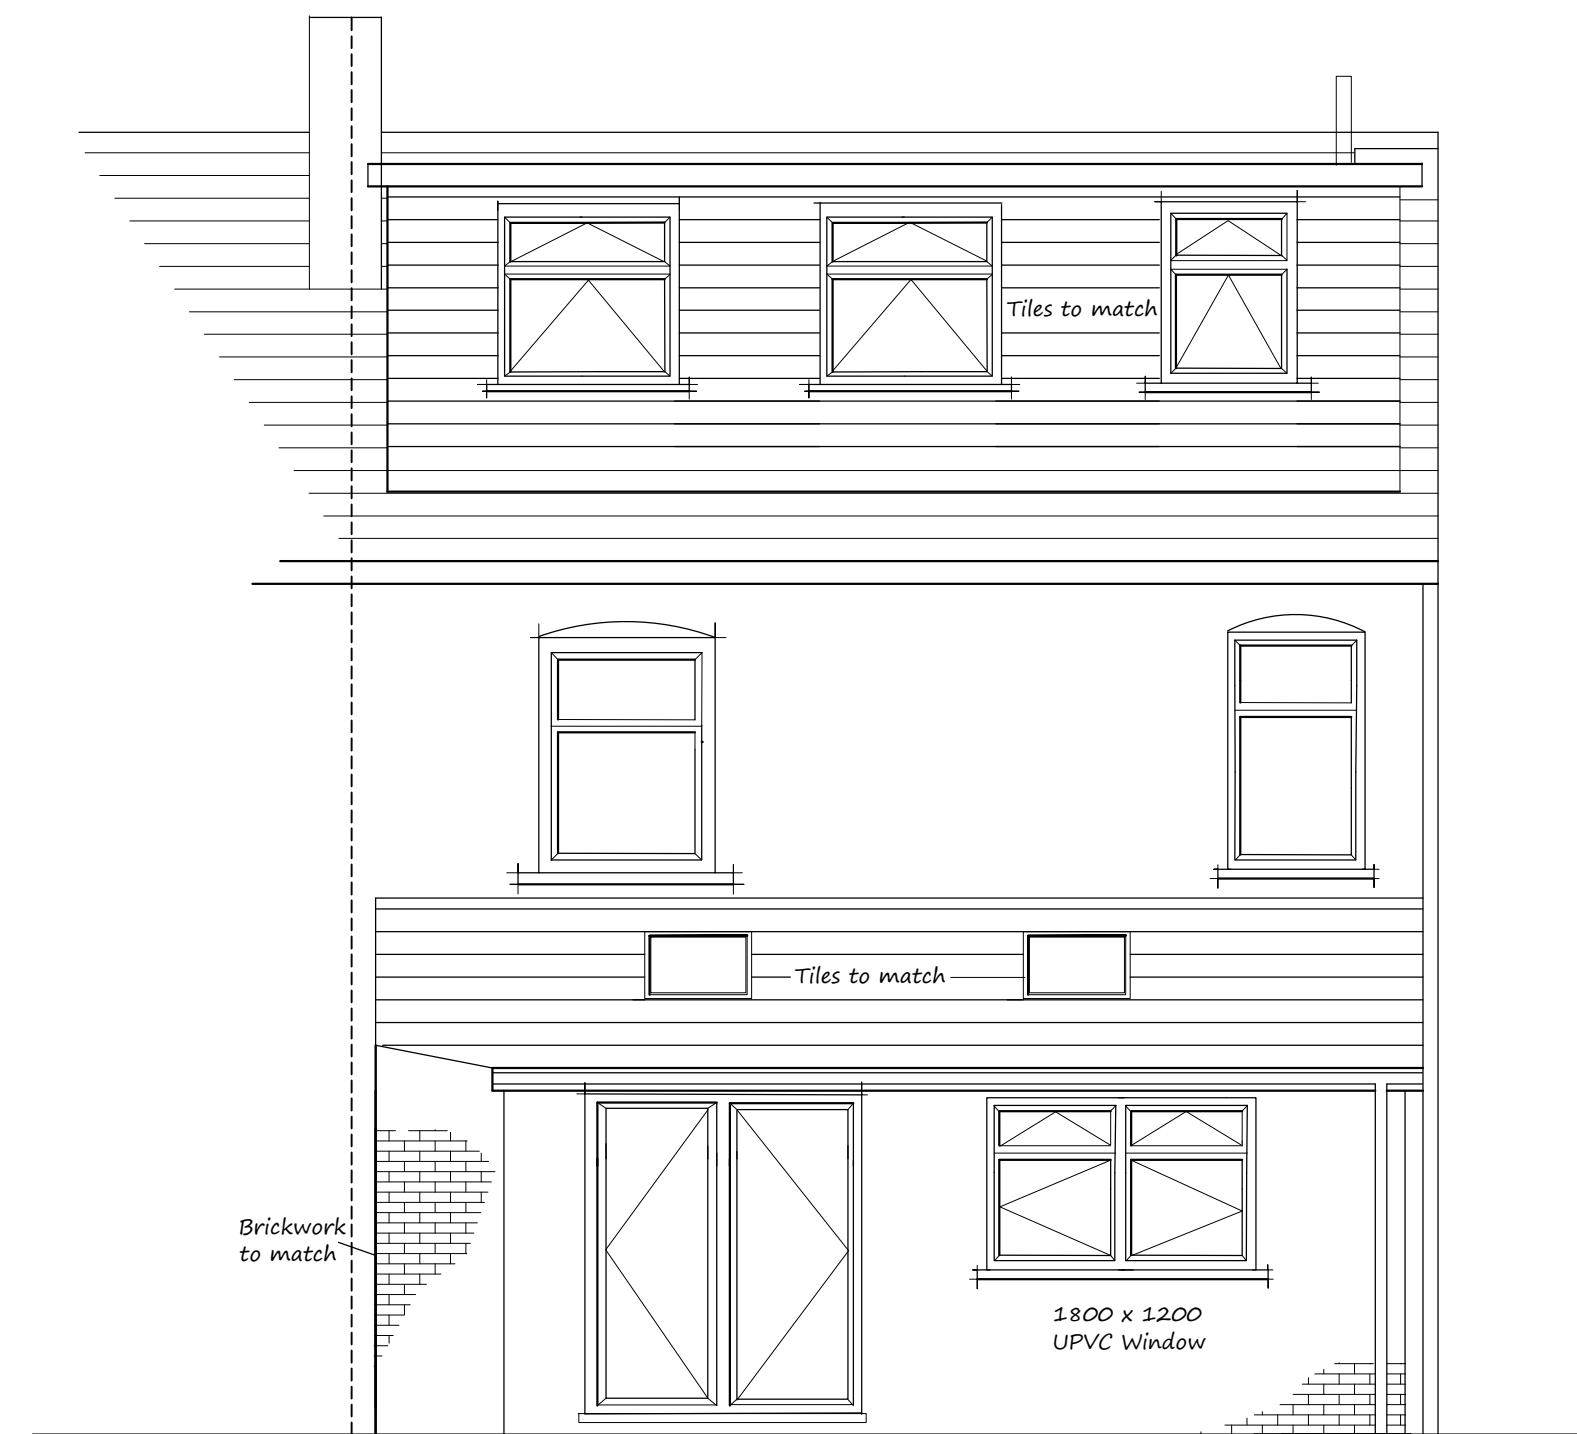 Tiles to match
Tiles to match
Brickwork
to match
1800 x 1200
UPVC Window